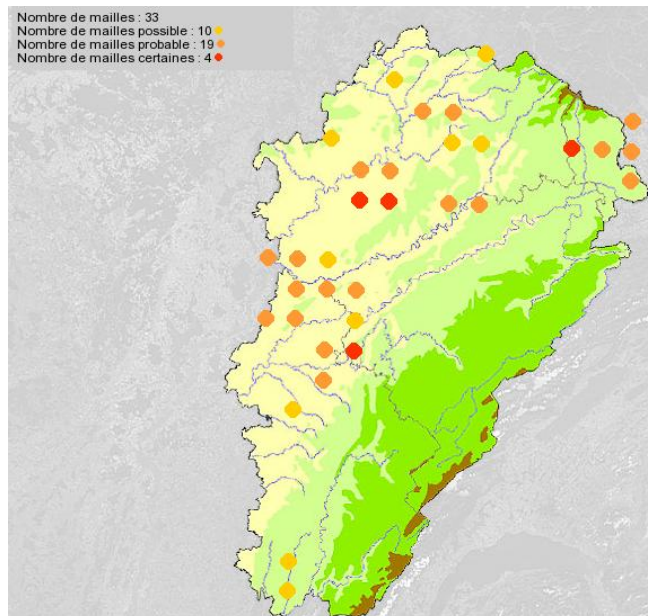 Nombre de mailles : 33
Nombre de mailles possible : 10
Nombre de mailles probable : 19
Nombre de mailles certaines : 4